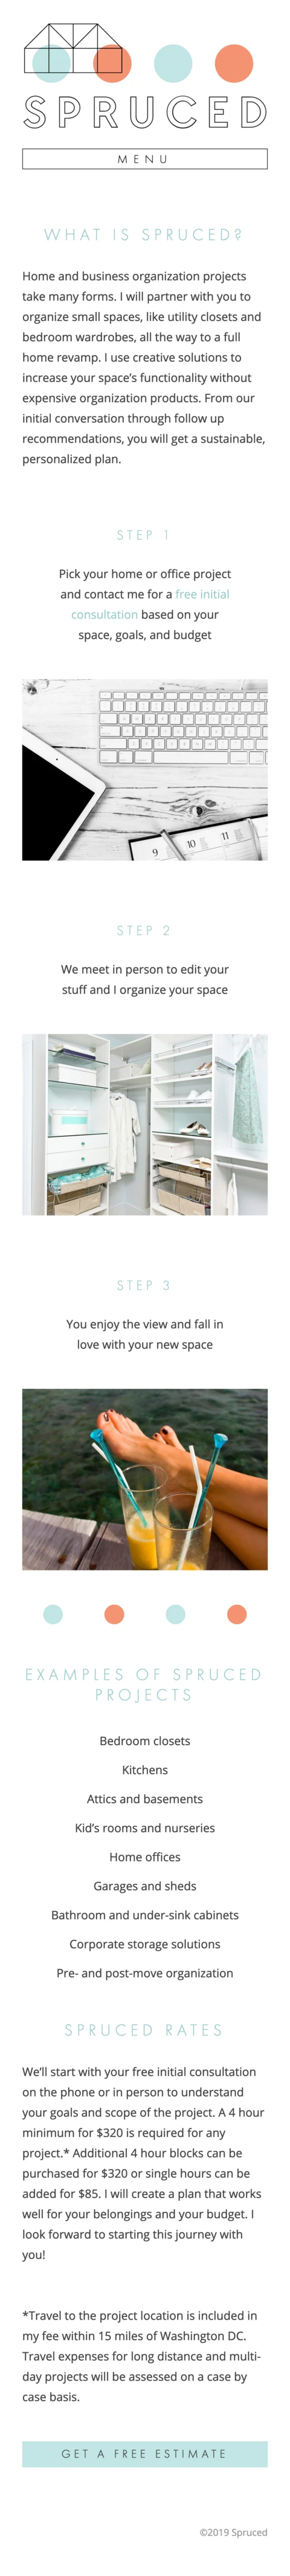 SPRUCED
MENU
WHAT IS SPRUCED?
Home and business organization projects
take many forms. I will partner with you to
organize small spaces, like utility closets and
bedroom wardrobes, all the way to a full
home revamp. I use creative solutions to
increase your space's functionality without
expensive organization products. From our
initial conversation through follow up
recommendations, you will get a sustainable,
personalized plan.
STEP 1
Pick your home or office project
and contact me for a free initial
consultation based on your
space, goals, and budget
9 10 11
STEP 2
We meet in person to edit your
stuff and I organize your space
STEP 3
You enjoy the view and fall in
love with your new space
EXAMPLES OF SPRUCED
PROJECTS
Bedroom closets
Kitchens
Attics and basements
Kid's rooms and nurseries
Home offices
Garages and sheds
Bathroom and under-sink cabinets
Corporate storage solutions
Pre- and post-move organization
SPRUCED RATES
We'll start with your free initial consultation
on the phone or in person to understand
your goals and scope of the project. A 4 hour
minimum for $320 is required for any
project.* Additional 4 hour blocks can be
purchased for $320 or single hours can be
added for $85. I will create a plan that works
well for your belongings and your budget. I
look forward to starting this journey with
you!
*Travel to the project location is included in
my fee within 15 miles of Washington DC.
Travel expenses for long distance and multi-
day projects will be assessed on a case by
case basis.
GET A FREE ESTIMATE
©2019 Spruced